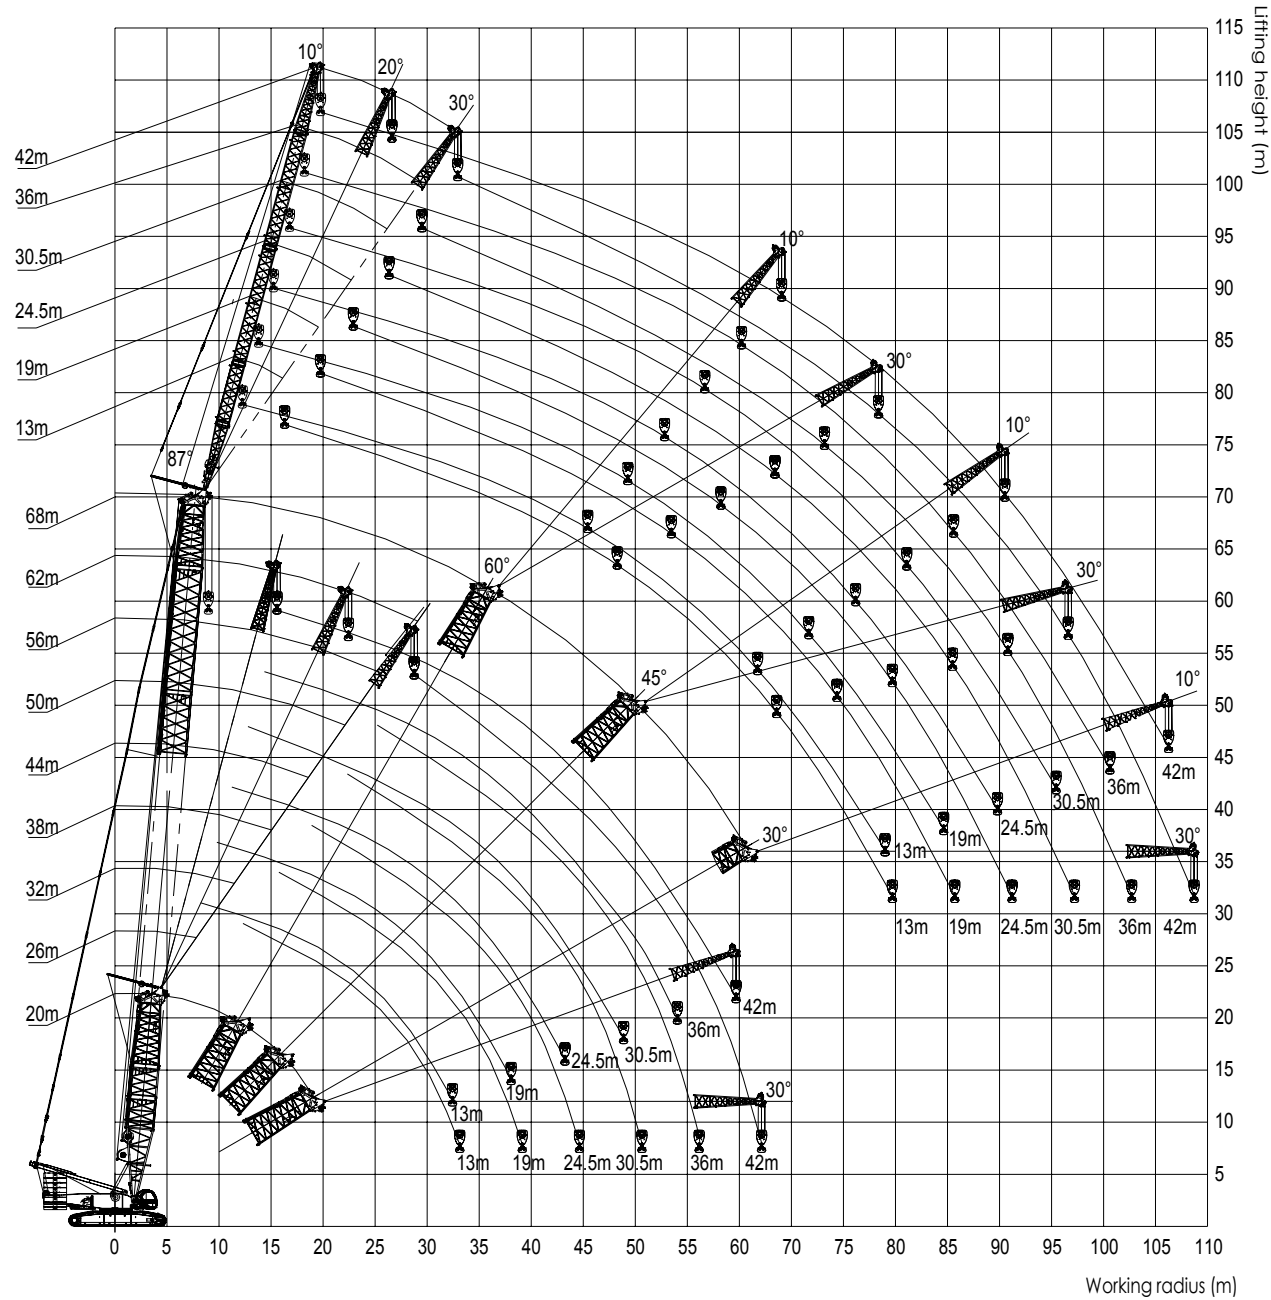 115
Lifting height (m)
10°
20°
110
30°
105
42m
100
36m
95
10°
30.5m
90
24.5m
85
30°
19m
80
10°
13m
75
87°
70
68m
65
60°
30°
62m
60
56m
55
45°
10°
50m
50
44m
45
42m
36m
30.5m
24.5m
40
38m
19m
30°
30°
13m
35
32m
30
13m
19m
24.5m
30.5m
36m
42m
26m
25
42m
20m
20
36m
30.5m
24.5m
15
19m
30°
13m
10
13m
19m
24.5m
30.5m
36m
42m
5
0 5 10 15 20 25 30 35 40 45 50 55 60 65 70 75 80 85 90 95 100 105 110
Working radius (m)